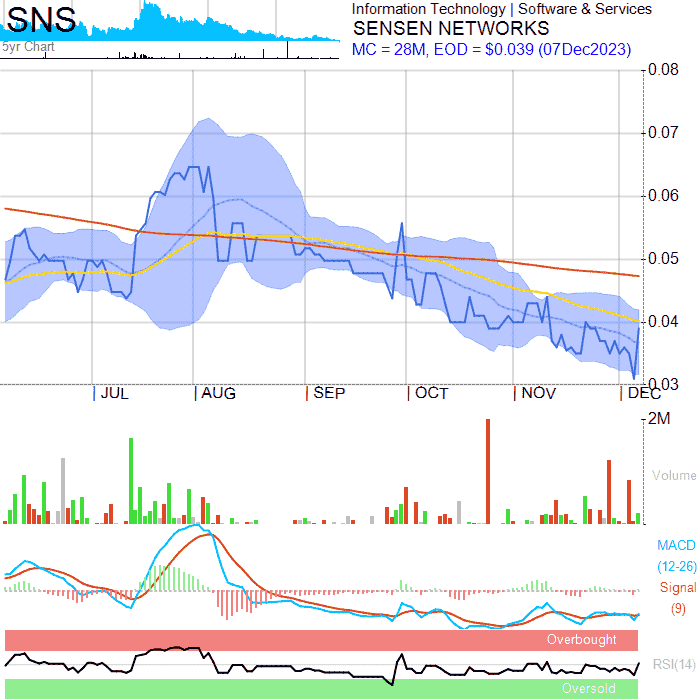 SNS
Information Technology | Software & Services
SENSEN NETWORKS
5yr Chart
MC = 28M, EOD = $0.039 (07Dec2023)
0.08
0.07
0.06
0.05
0.04
0.03
JUL AUG SEP OCT NOV DEC
2M
Volume
MACD
(12-26)
Signal
(9)
Overbought
RSI(14)
Oversold